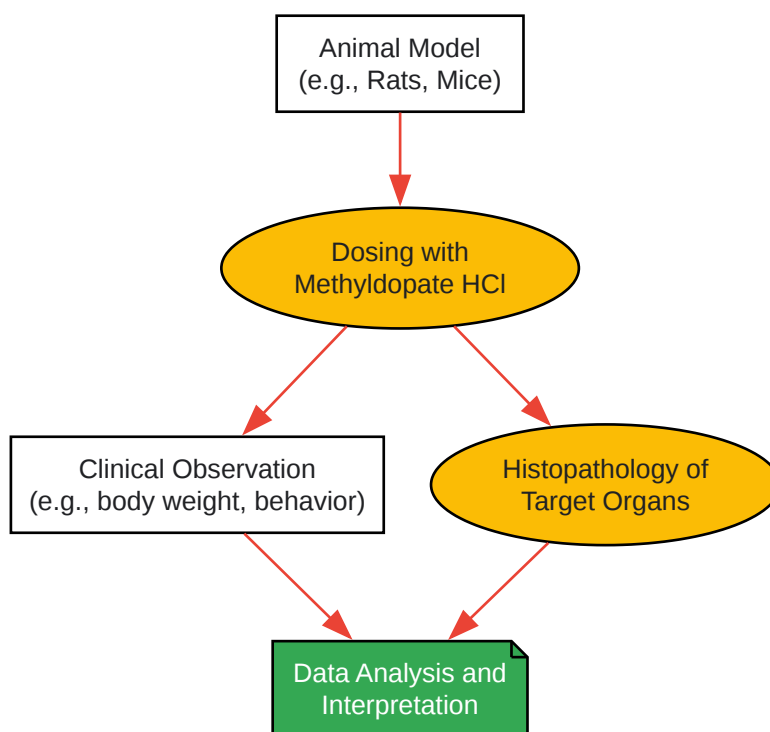 Animal Model
(e.g., Rats, Mice)
Dosing with
Methyldopate HCl
Clinical Observation
(e.g., body weight, behavior)
Histopathology of
Target Organs
Data Analysis and
Interpretation